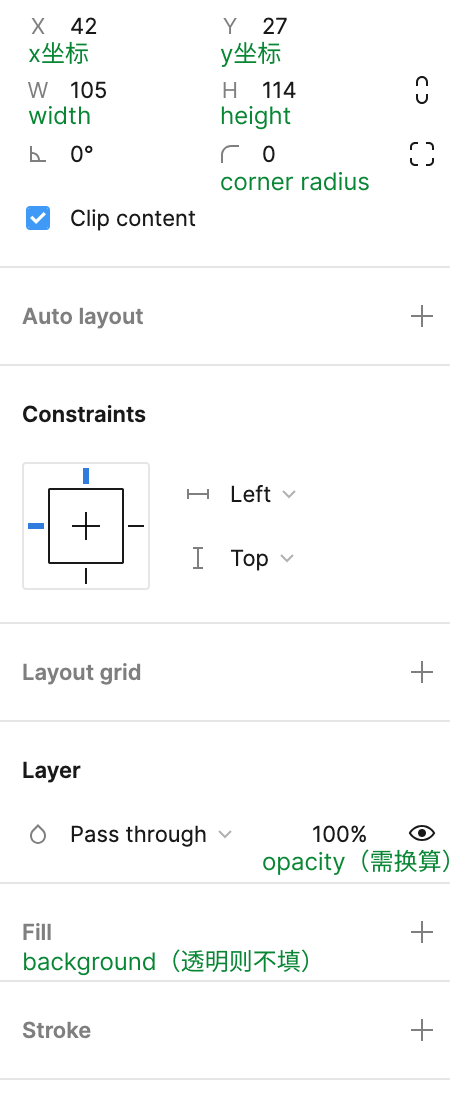 X 42 Y 27
x坐标 y坐标
W 105 H 114
width height
0° 0
corner radius
Clip content
Auto layout
Constraints
Left
Top
Layout grid
Layer
Pass through 100%
opacity（需换算）
Fill
background（透明则不填）
Stroke